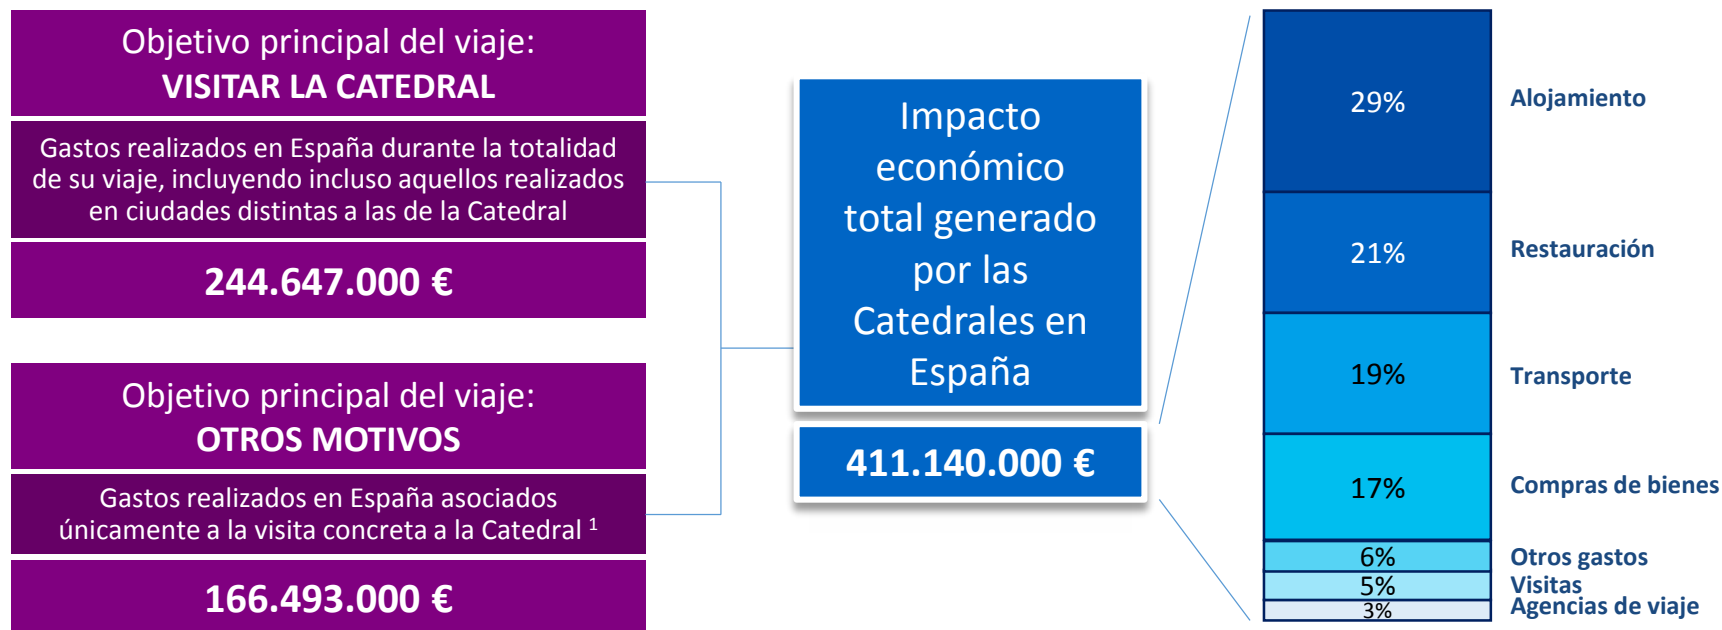 Objetivo principal del viaje:
VISITAR LA CATEDRAL
Gastos realizados en España durante la totalidad
de su viaje, incluyendo incluso aquellos realizados
en ciudades distintas a las de la Catedral
244.647.000 €
Objetivo principal del viaje:
OTROS MOTIVOS
Gastos realizados en España asociados
únicamente a la visita concreta a la Catedral ¹
166.493.000 €
Impacto
económico
total generado
por las
Catedrales en
España
411.140.000 €
29% Alojamiento
21% Restauración
19% Transporte
17% Compras de bienes
6% Otros gastos
5% Visitas
3% Agencias de viaje